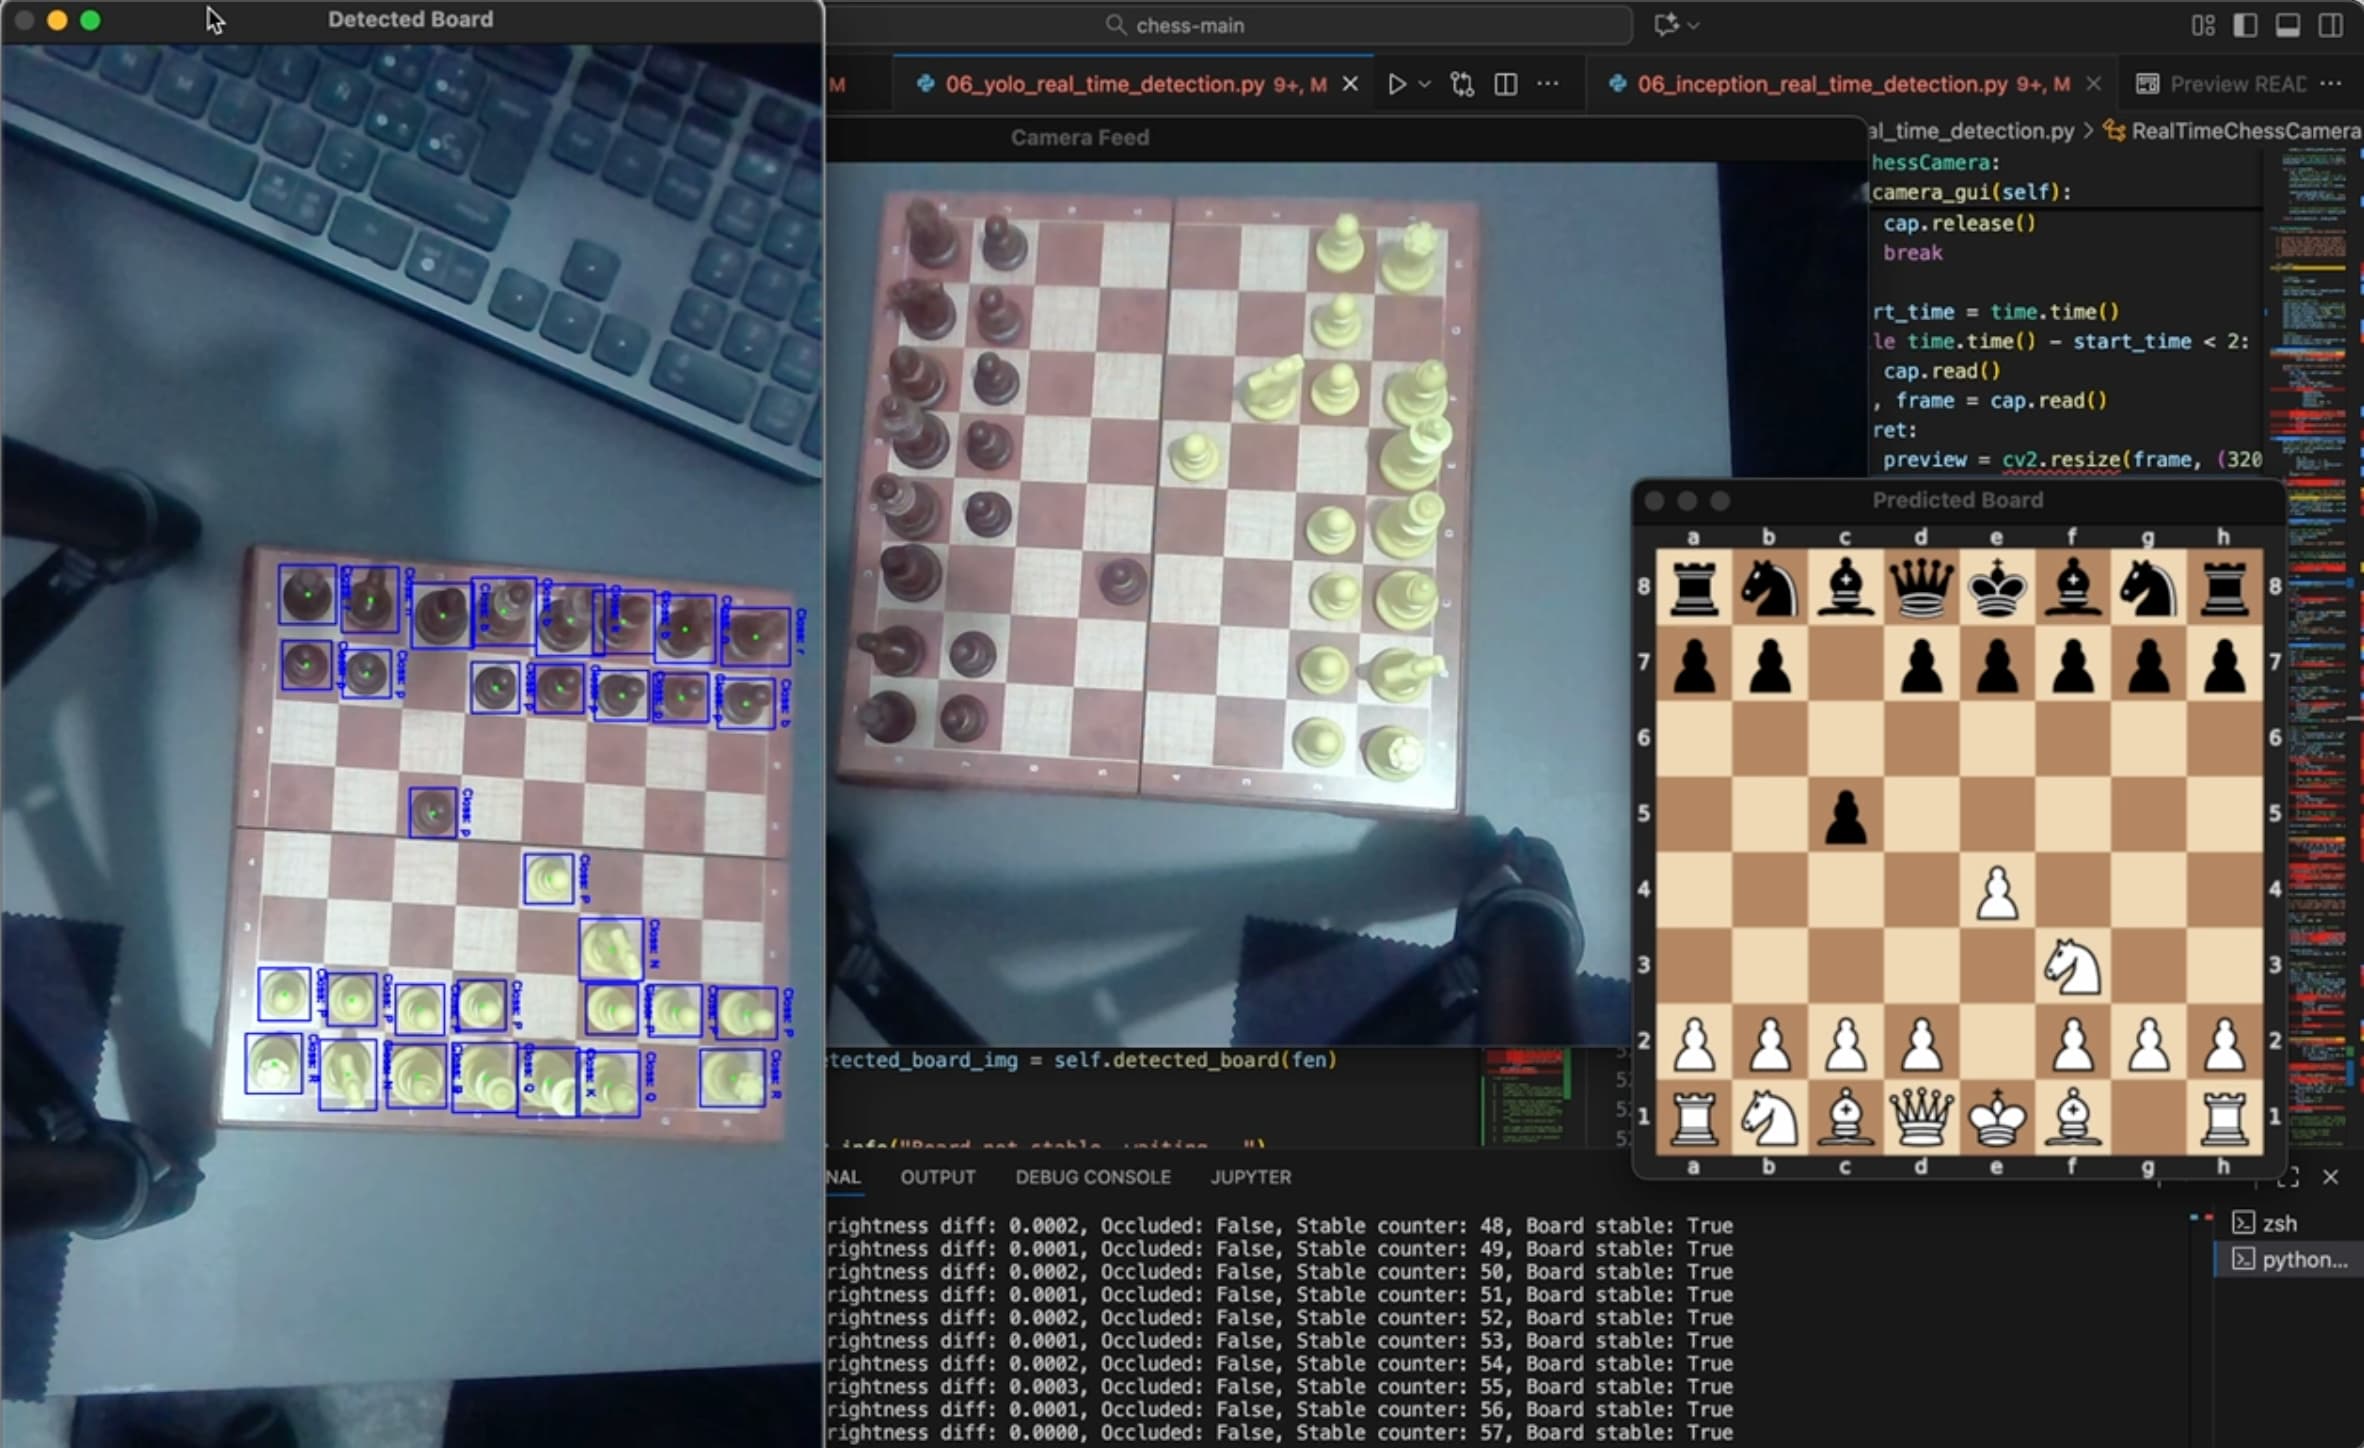 Detected Board
chess-main
M
06_yolo_real_time_detection.py 9+, M
06_inception_real_time_detection.py 9+, M
Preview READ
al_time_detection.py > RealTimeChessCamera
Camera Feed
hessCamera:
camera_gui(self):
cap.release()
break
rt_time = time.time()
le time.time() - start_time < 2:
cap.read()
, frame = cap.read()
ret:
preview = cv2.resize(frame, (320
Predicted Board
a b c d e f g h
8 8
7 7
6 6
5 5
4 4
3 3
2 2
1 1
a b c d e f g h
etected_board_img = self.detected_board(fen)
.info("Board not stable, waiting...")
NAL OUTPUT DEBUG CONSOLE JUPYTER
rightness diff: 0.0002, Occluded: False, Stable counter: 48, Board stable: True
rightness diff: 0.0001, Occluded: False, Stable counter: 49, Board stable: True
rightness diff: 0.0002, Occluded: False, Stable counter: 50, Board stable: True
rightness diff: 0.0001, Occluded: False, Stable counter: 51, Board stable: True
rightness diff: 0.0002, Occluded: False, Stable counter: 52, Board stable: True
rightness diff: 0.0001, Occluded: False, Stable counter: 53, Board stable: True
rightness diff: 0.0002, Occluded: False, Stable counter: 54, Board stable: True
rightness diff: 0.0003, Occluded: False, Stable counter: 55, Board stable: True
rightness diff: 0.0001, Occluded: False, Stable counter: 56, Board stable: True
rightness diff: 0.0000, Occluded: False, Stable counter: 57, Board stable: True
zsh
python...